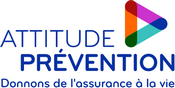 ATTITUDE
PRÉVENTION
Donnons de l'assurance à la vie